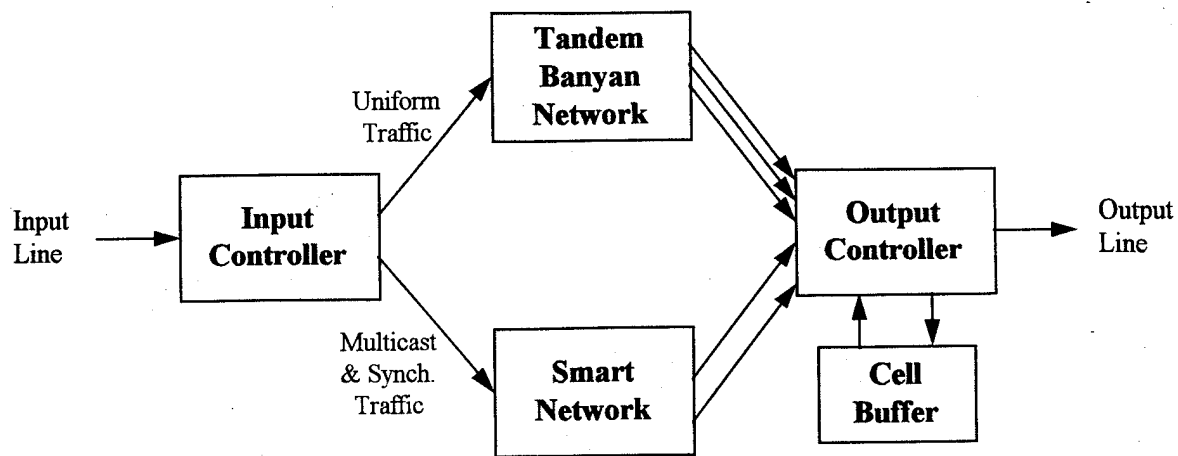 Tandem
Banyan
Network
Uniform
Traffic
Input
Line
Input
Controller
Output
Controller
Output
Line
Multicast
& Synch.
Traffic
Smart
Network
Cell
Buffer